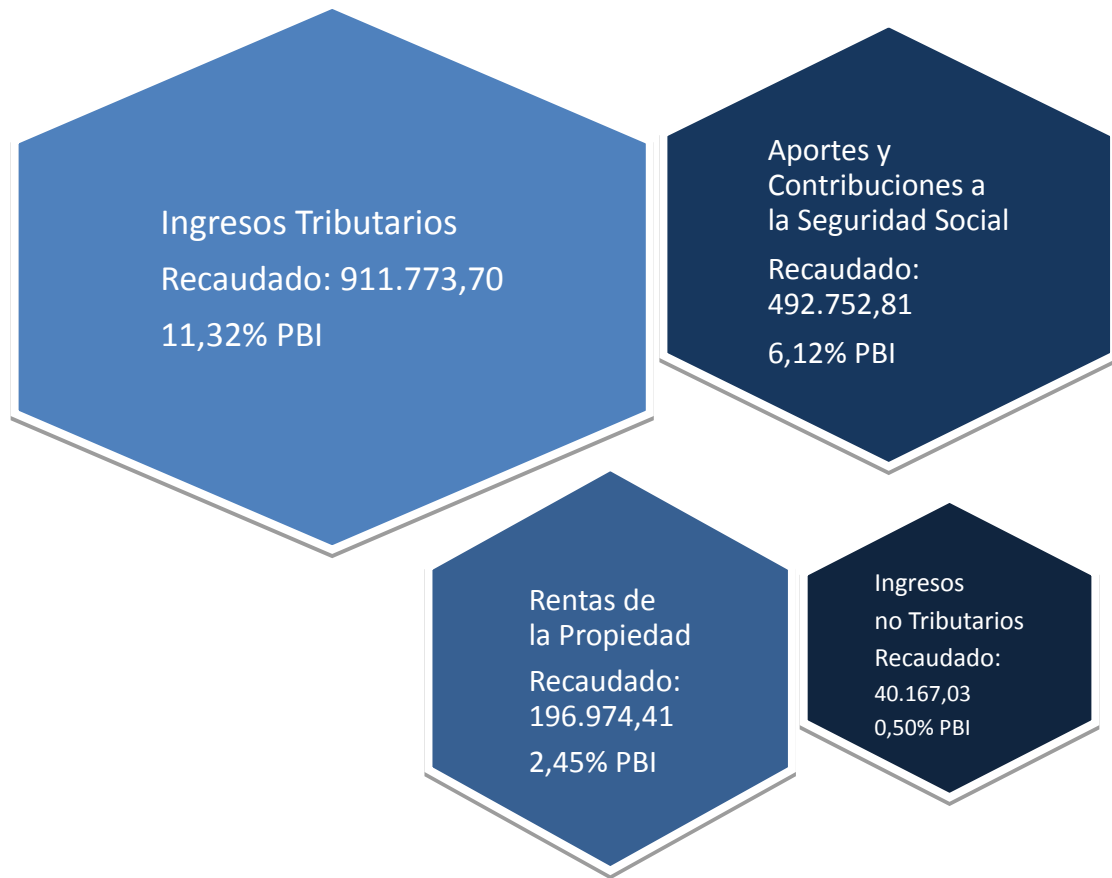 Ingresos Tributarios
Recaudado: 911.773,70
11,32% PBI
Aportes y
Contribuciones a
la Seguridad Social
Recaudado:
492.752,81
6,12% PBI
Rentas de
la Propiedad
Recaudado:
196.974,41
2,45% PBI
Ingresos
no Tributarios
Recaudado:
40.167,03
0,50% PBI